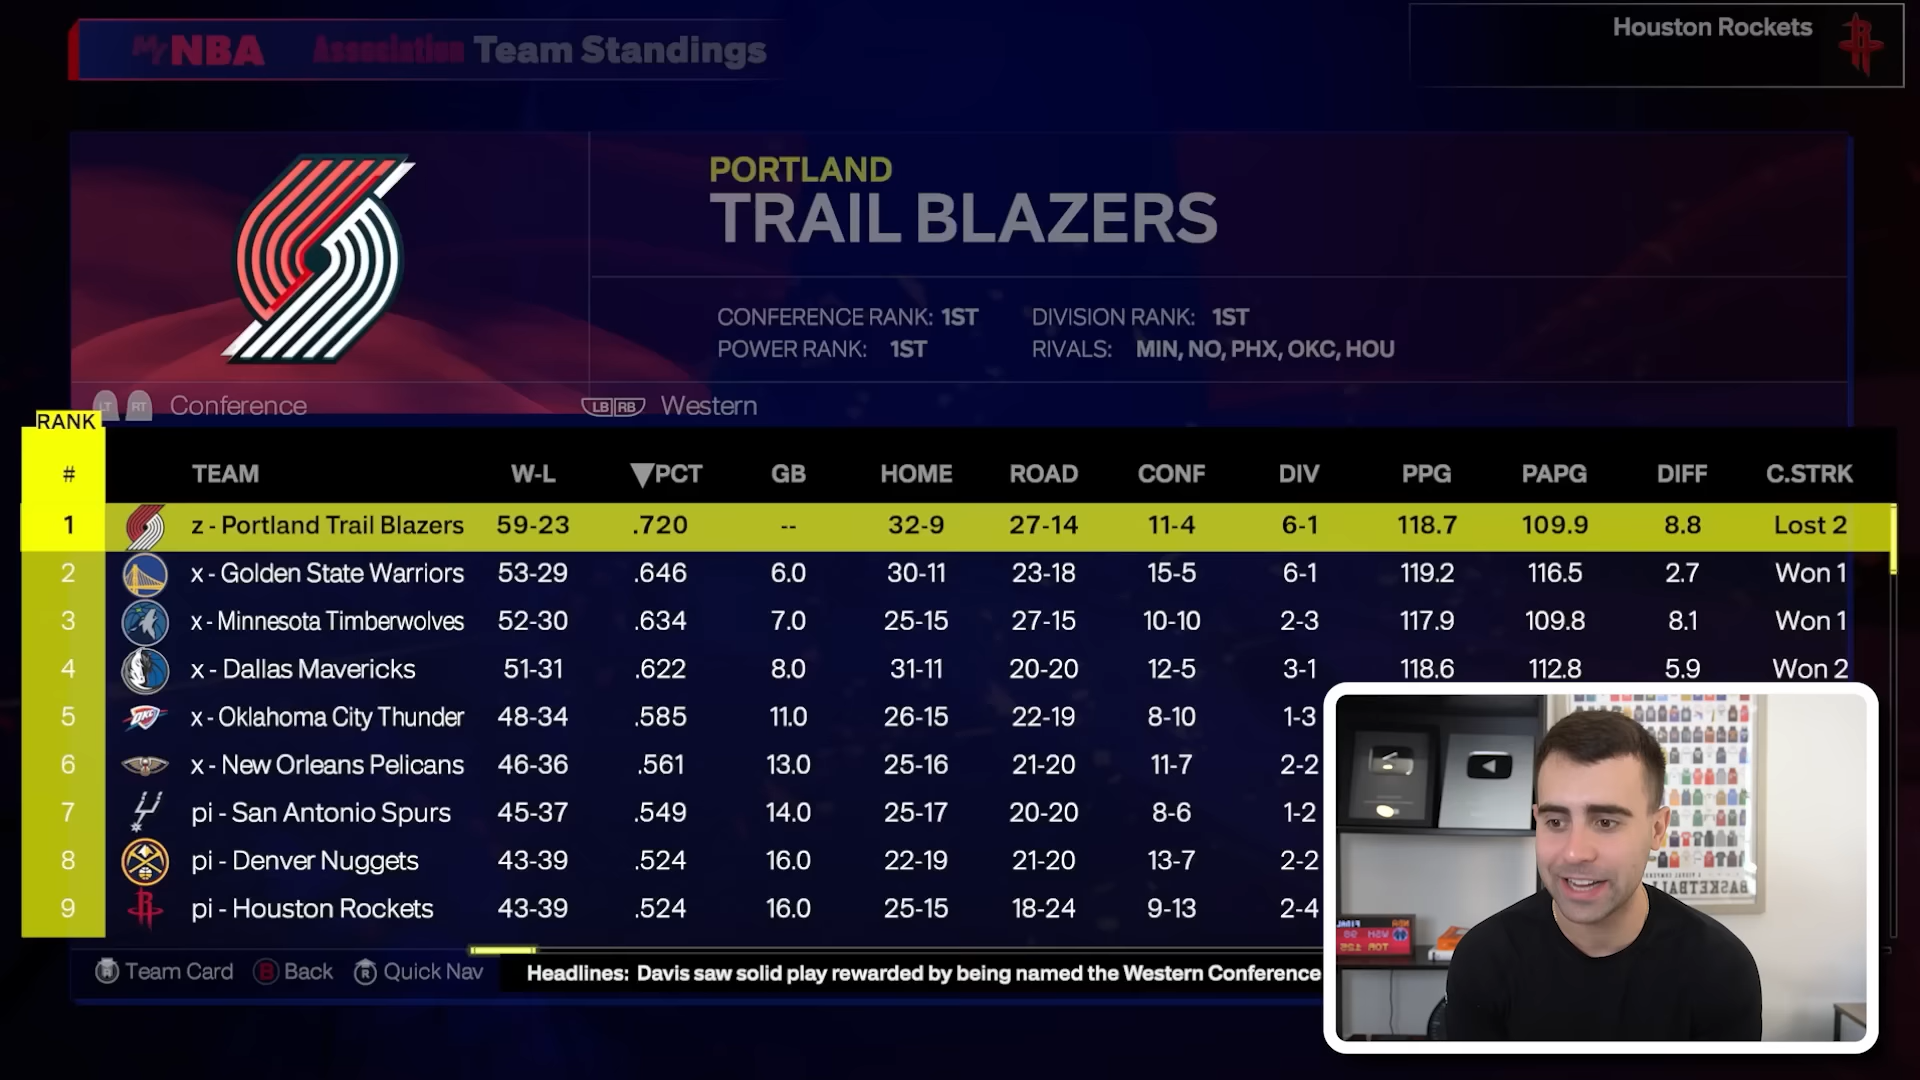 MyNBA Association Team Standings
Houston Rockets
PORTLAND
TRAIL BLAZERS
CONFERENCE RANK: 1ST DIVISION RANK: 1ST
POWER RANK: 1ST RIVALS: MIN, NO, PHX, OKC, HOU
LT RT Conference LB RB Western
RANK
# TEAM W-L PCT GB HOME ROAD CONF DIV PPG PAPG DIFF C.STRK
1 z - Portland Trail Blazers 59-23 .720 -- 32-9 27-14 11-4 6-1 118.7 109.9 8.8 Lost 2
2 x - Golden State Warriors 53-29 .646 6.0 30-11 23-18 15-5 6-1 119.2 116.5 2.7 Won 1
3 x - Minnesota Timberwolves 52-30 .634 7.0 25-15 27-15 10-10 2-3 117.9 109.8 8.1 Won 1
4 x - Dallas Mavericks 51-31 .622 8.0 31-11 20-20 12-5 3-1 118.6 112.8 5.9 Won 2
5 x - Oklahoma City Thunder 48-34 .585 11.0 26-15 22-19 8-10 1-3
6 x - New Orleans Pelicans 46-36 .561 13.0 25-16 21-20 11-7 2-2
7 pi - San Antonio Spurs 45-37 .549 14.0 25-17 20-20 8-6 1-2
8 pi - Denver Nuggets 43-39 .524 16.0 22-19 21-20 13-7 2-2
9 pi - Houston Rockets 43-39 .524 16.0 25-15 18-24 9-13 2-4
R Team Card B Back R Quick Nav
Headlines: Davis saw solid play rewarded by being named the Western Conference
BASKETBALL